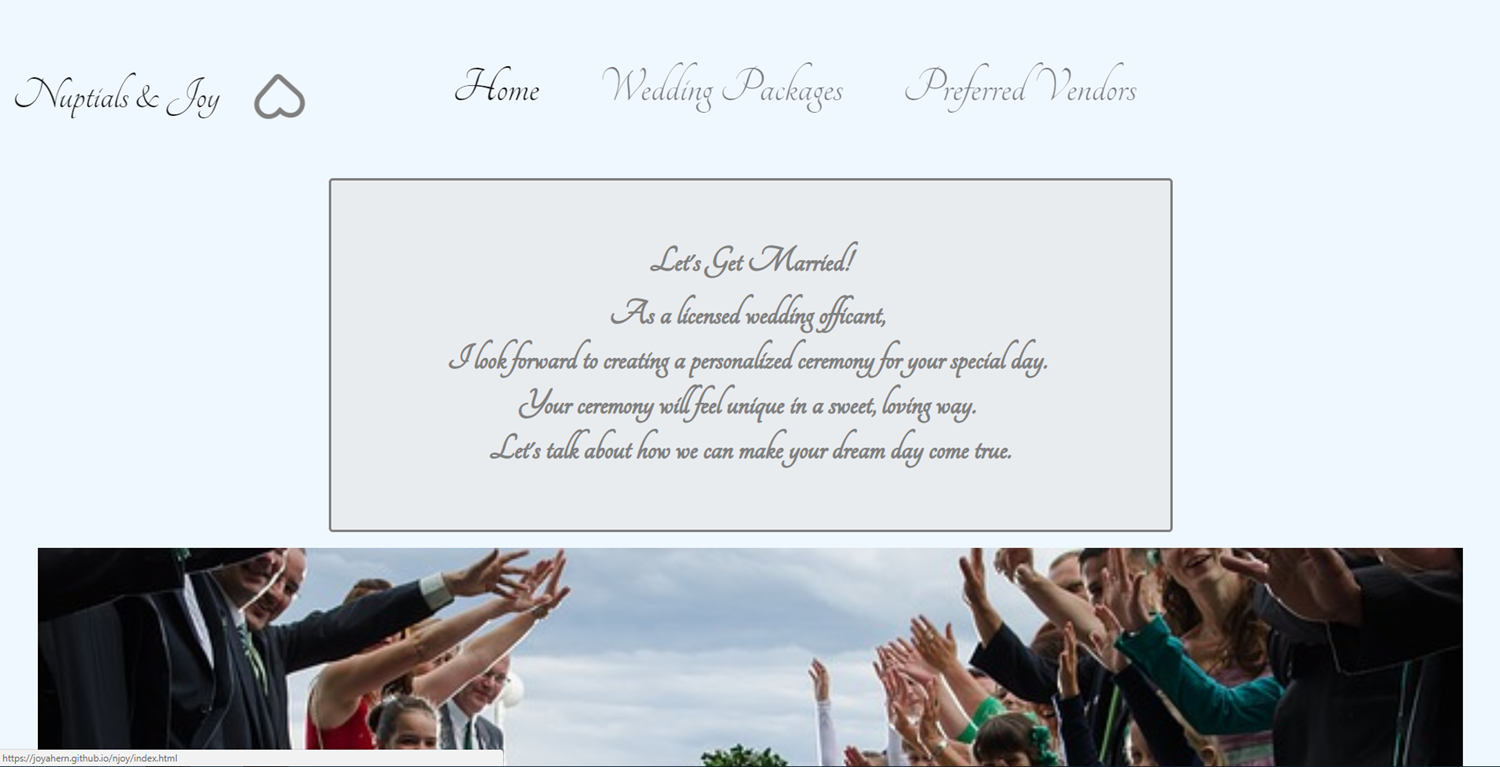 Nuptials & Joy
Home Wedding Packages Preferred Vendors
Let's Get Married!
As a licensed wedding officant,
I look forward to creating a personalized ceremony for your special day.
Your ceremony will feel unique in a sweet, loving way.
Let's talk about how we can make your dream day come true.
https://joyahern.github.io/njoy/index.html